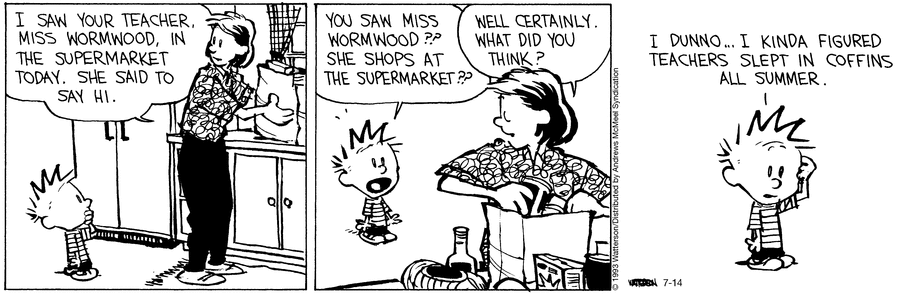 I SAW YOUR TEACHER,
MISS WORMWOOD, IN
THE SUPERMARKET
TODAY. SHE SAID TO
SAY HI.
YOU SAW MISS
WORMWOOD??
SHE SHOPS AT
THE SUPERMARKET??
WELL CERTAINLY.
WHAT DID YOU
THINK?
© 1993 Watterson/Distributed by Andrews McMeel Syndication
I DUNNO... I KINDA FIGURED
TEACHERS SLEPT IN COFFINS
ALL SUMMER.
WATTERSON 7-14